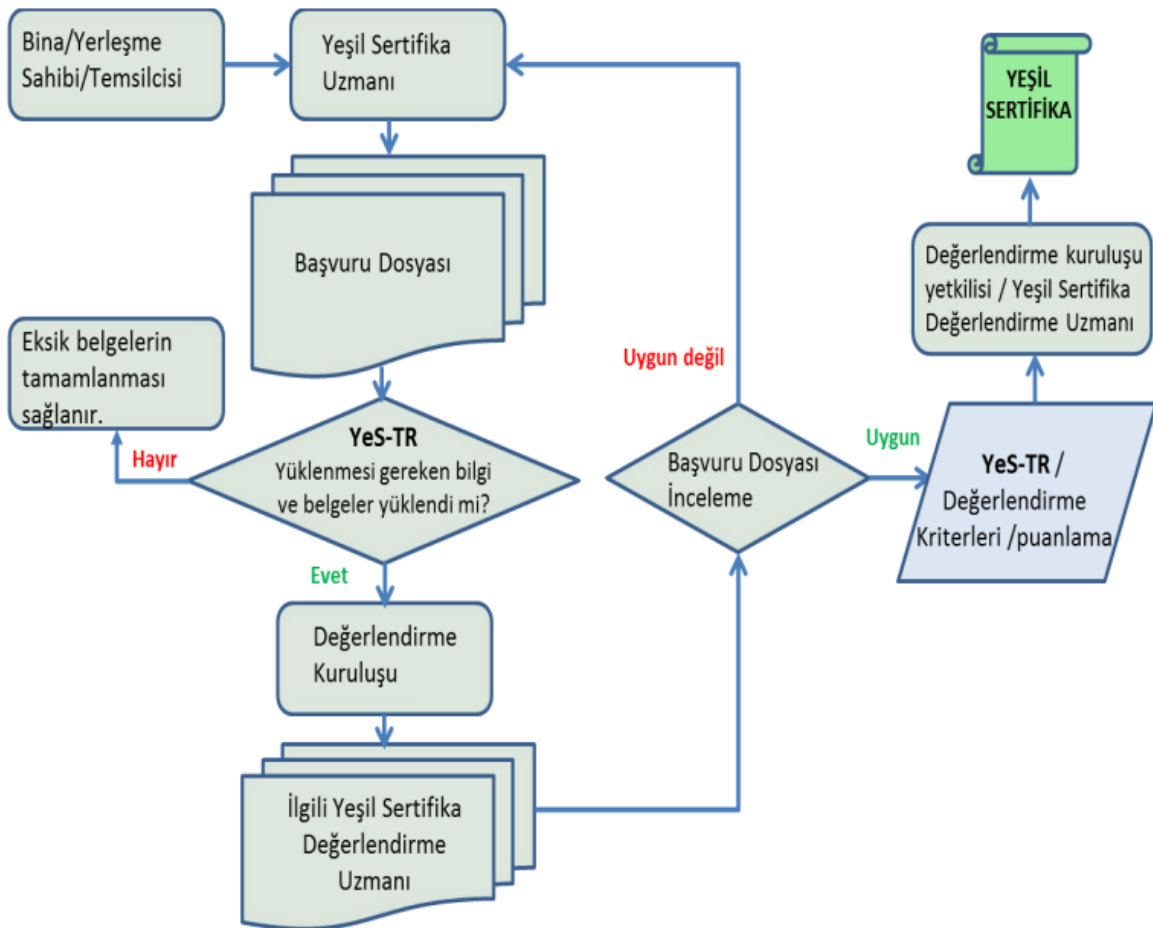 Bina/Yerleşme
Sahibi/Temsilcisi
Yeşil Sertifika
Uzmanı
YEŞİL
SERTİFİKA
Başvuru Dosyası
Değerlendirme kuruluşu
yetkilisi / Yeşil Sertifika
Değerlendirme Uzmanı
Eksik belgelerin
tamamlanması
sağlanır.
Uygun değil
Hayır
YeS-TR
Yüklenmesi gereken bilgi
ve belgeler yüklendi mi?
Başvuru Dosyası
İnceleme
Uygun
YeS-TR /
Değerlendirme
Kriterleri /puanlama
Evet
Değerlendirme
Kuruluşu
İlgili Yeşil Sertifika
Değerlendirme
Uzmanı